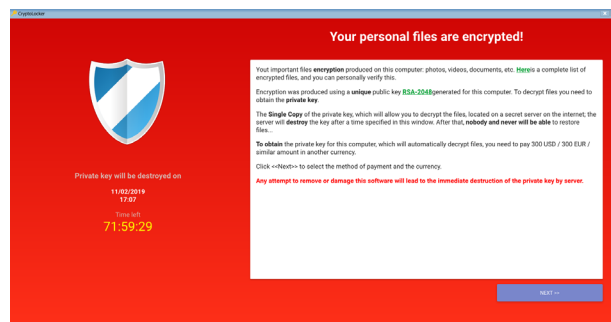 CryptoLocker
Your personal files are encrypted!
Yout important files encryption produced on this computer: photos, videos, documents, etc. Hereis a complete list of
encrypted files, and you can personally verify this.
Encryption was produced using a unique public key RSA-2048generated for this computer. To decrypt files you need to
obtain the private key.
The Single Copy of the private key, which will allow you to decrypt the files, located on a secret server on the internet; the
server will destroy the key after a time specified in this window. After that, nobody and never will be able to restore
files...
To obtain the private key for this computer, which will automatically decrypt files, you need to pay 300 USD / 300 EUR /
similar amount in another currency.
Click <<Next>> to select the method of payment and the currency.
Any attempt to remove or damage this software will lead to the immediate destruction of the private key by server.
Private key will be destroyed on
11/02/2019
17:07
Time left
71:59:29
NEXT >>